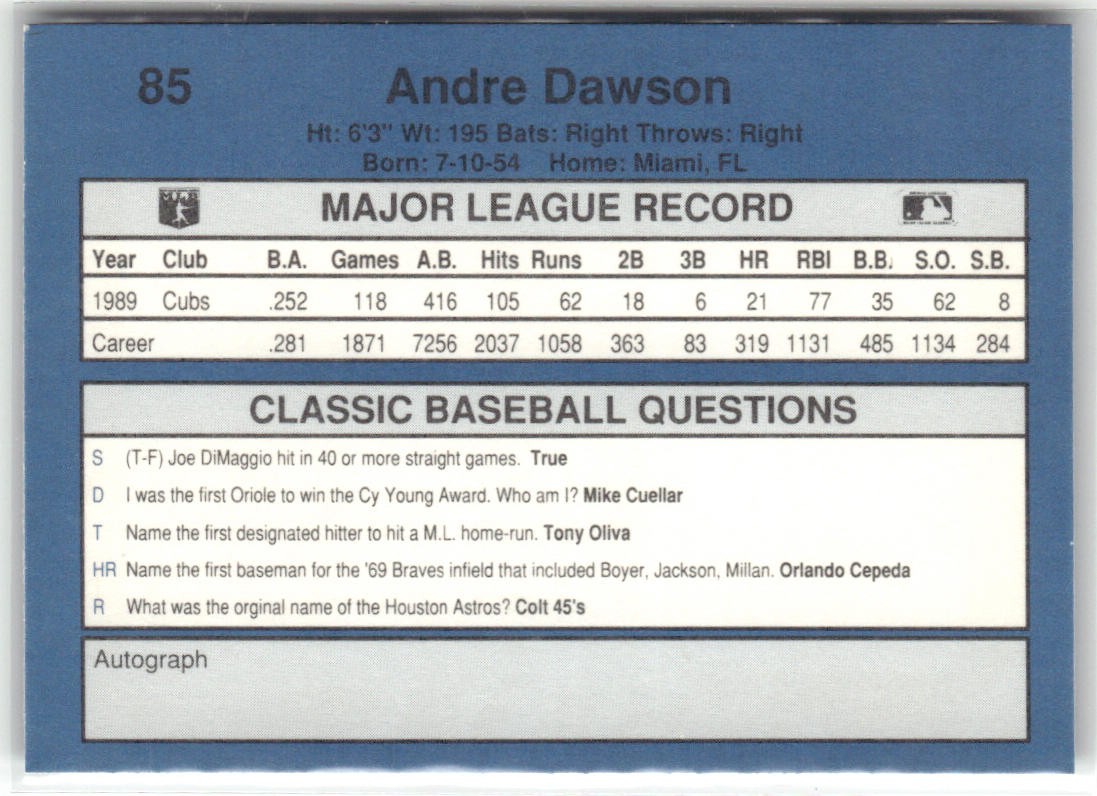 85 Andre Dawson
Ht: 6'3" Wt: 195 Bats: Right Throws: Right
Born: 7-10-54 Home: Miami, FL
MAJOR LEAGUE RECORD
Year Club B.A. Games A.B. Hits Runs 2B 3B HR RBI B.B. S.O. S.B.
1989 Cubs .252 118 416 105 62 18 6 21 77 35 62 8
Career .281 1871 7256 2037 1058 363 83 319 1131 485 1134 284
CLASSIC BASEBALL QUESTIONS
S (T-F) Joe DiMaggio hit in 40 or more straight games. True
D I was the first Oriole to win the Cy Young Award. Who am I? Mike Cuellar
T Name the first designated hitter to hit a M.L. home-run. Tony Oliva
HR Name the first baseman for the '69 Braves infield that included Boyer, Jackson, Millan. Orlando Cepeda
R What was the orginal name of the Houston Astros? Colt 45's
Autograph